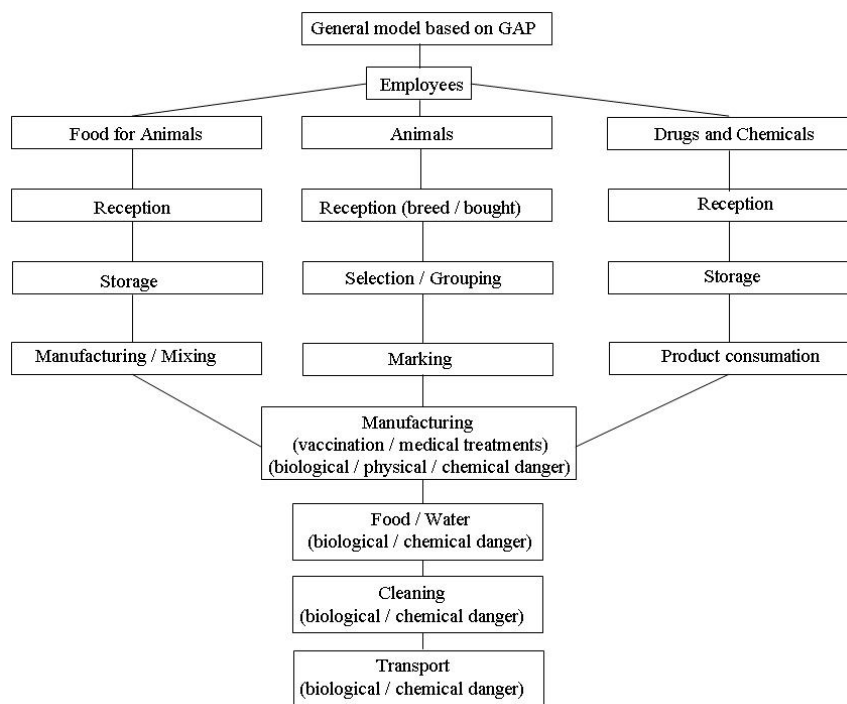 General model based on GAP
Employees
Food for Animals
Animals
Drugs and Chemicals
Reception
Reception (breed / bought)
Reception
Storage
Selection / Grouping
Storage
Manufacturing / Mixing
Marking
Product consumation
Manufacturing
(vaccination / medical treatments)
(biological / physical / chemical danger)
Food / Water
(biological / chemical danger)
Cleaning
(biological / chemical danger)
Transport
(biological / chemical danger)